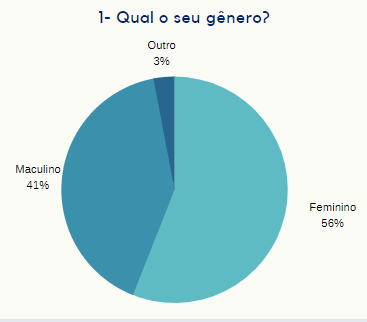 1- Qual o seu gênero?
Outro
3%
Maculino
41%
Feminino
56%